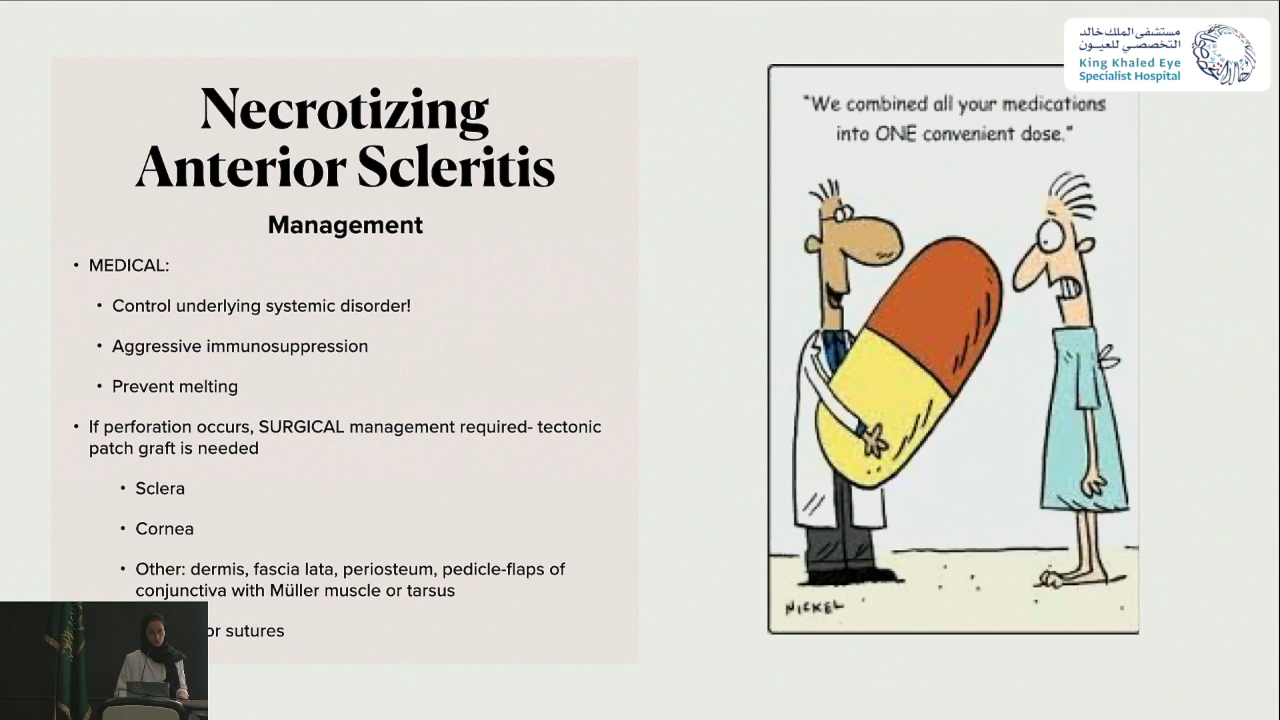 مستشفى الملك خالد
التخصصي للعيون
King Khaled Eye
Specialist Hospital
Necrotizing
Anterior Scleritis
Management
• MEDICAL:
• Control underlying systemic disorder!
• Aggressive immunosuppression
• Prevent melting
• If perforation occurs, SURGICAL management required- tectonic
patch graft is needed
• Sclera
• Cornea
• Other: dermis, fascia lata, periosteum, pedicle-flaps of
conjunctiva with Müller muscle or tarsus
or sutures
"We combined all your medications
into ONE convenient dose."
NICKEL